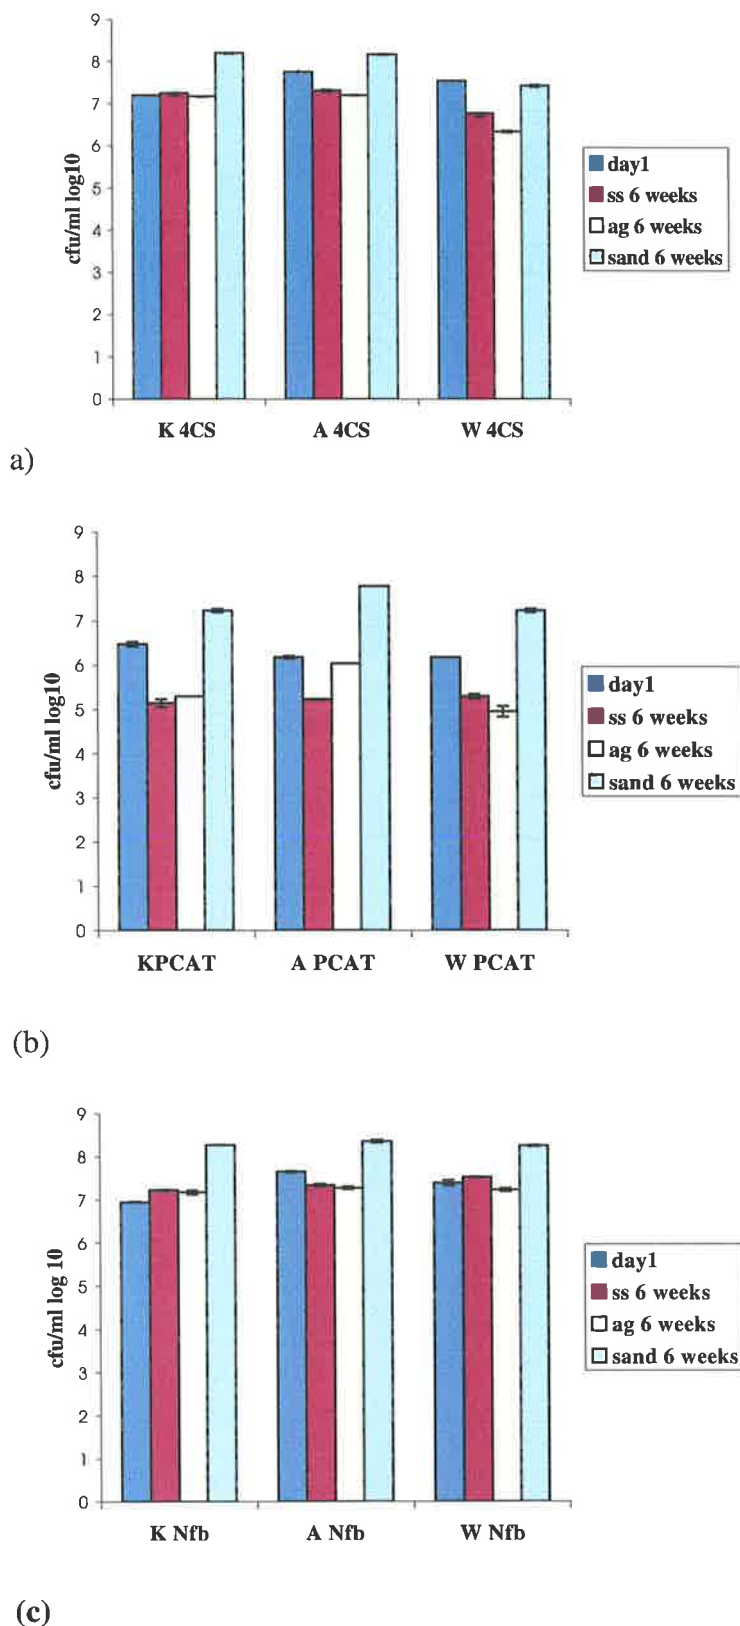 9
8
7
6
5
4
3
2
1
0
cfu/ml log10
K 4CS A 4CS W 4CS
day1
ss 6 weeks
ag 6 weeks
sand 6 weeks
a)
9
8
7
6
5
4
3
2
1
0
cfu/ml log10
KPCAT A PCAT W PCAT
day1
ss 6 weeks
ag 6 weeks
sand 6 weeks
(b)
9
8
7
6
5
4
3
2
1
0
cfu/ml log 10
K Nfb A Nfb W Nfb
day1
ss 6 weeks
ag 6 weeks
sand 6 weeks
(c)